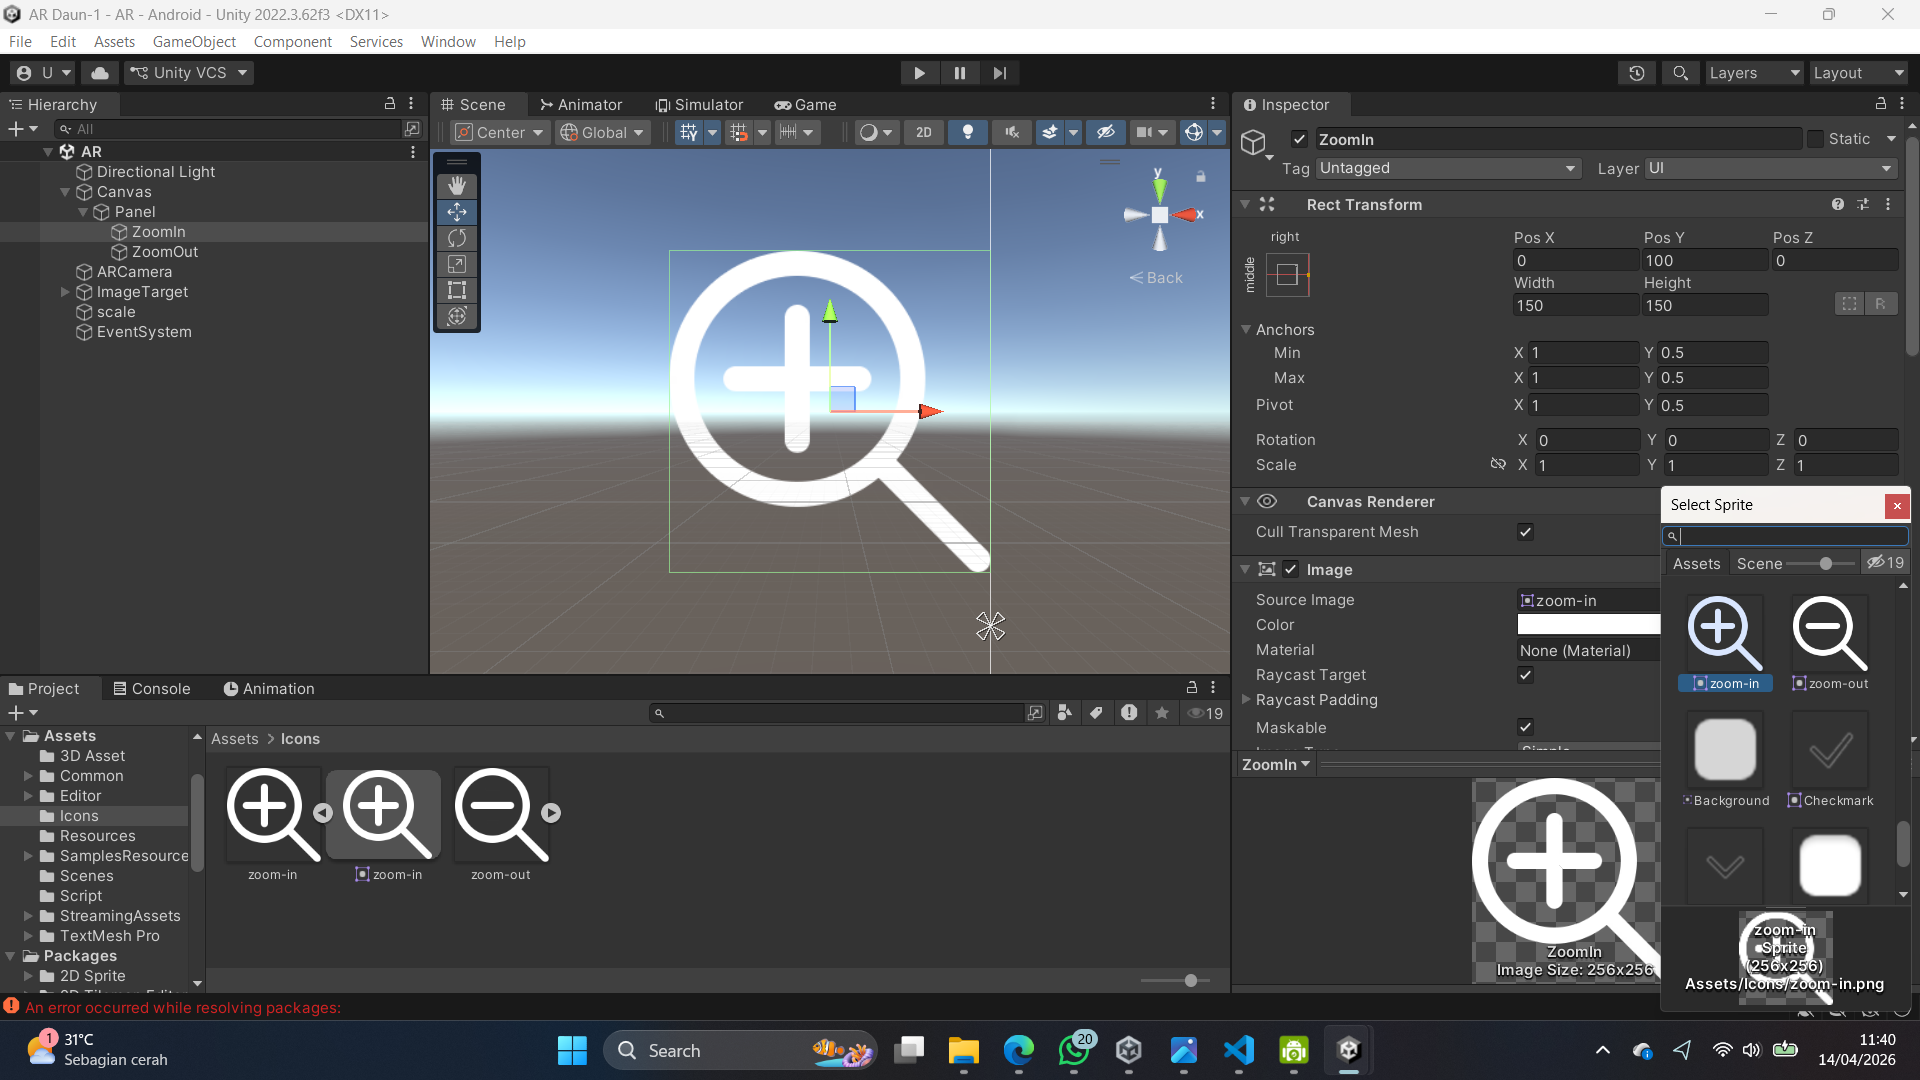 AR Daun-1 - AR - Android - Unity 2022.3.62f3 <DX11>
File Edit Assets GameObject Component Services Window Help
U Unity VCS Layers Layout
Hierarchy
All
AR
Directional Light
Canvas
Panel
ZoomIn
ZoomOut
ARCamera
ImageTarget
scale
EventSystem
Scene Animator Simulator Game
Center Global 2D
y
x
Back
Inspector
ZoomIn Static
Tag Untagged Layer UI
Rect Transform
right
middle
Pos X Pos Y Pos Z
0 100 0
Width Height
150 150 R
Anchors
Min X 1 Y 0.5
Max X 1 Y 0.5
Pivot X 1 Y 0.5
Rotation X 0 Y 0 Z 0
Scale X 1 Y 1 Z 1
Canvas Renderer
Cull Transparent Mesh
Image
Source Image zoom-in
Color
Material None (Material)
Raycast Target
Raycast Padding
Maskable
ZoomIn
ZoomIn
Image Size: 256x256
Select Sprite
Assets Scene 19
zoom-in zoom-out
Background Checkmark
zoom-in
Sprite
(256x256)
Assets/Icons/zoom-in.png
Project Console Animation
19
Assets
3D Asset
Common
Editor
Icons
Resources
SamplesResource
Scenes
Script
StreamingAssets
TextMesh Pro
Packages
2D Sprite
Assets > Icons
zoom-in zoom-in zoom-out
An error occurred while resolving packages:
1
31°C
Sebagian cerah
Search
20
11:40
14/04/2026